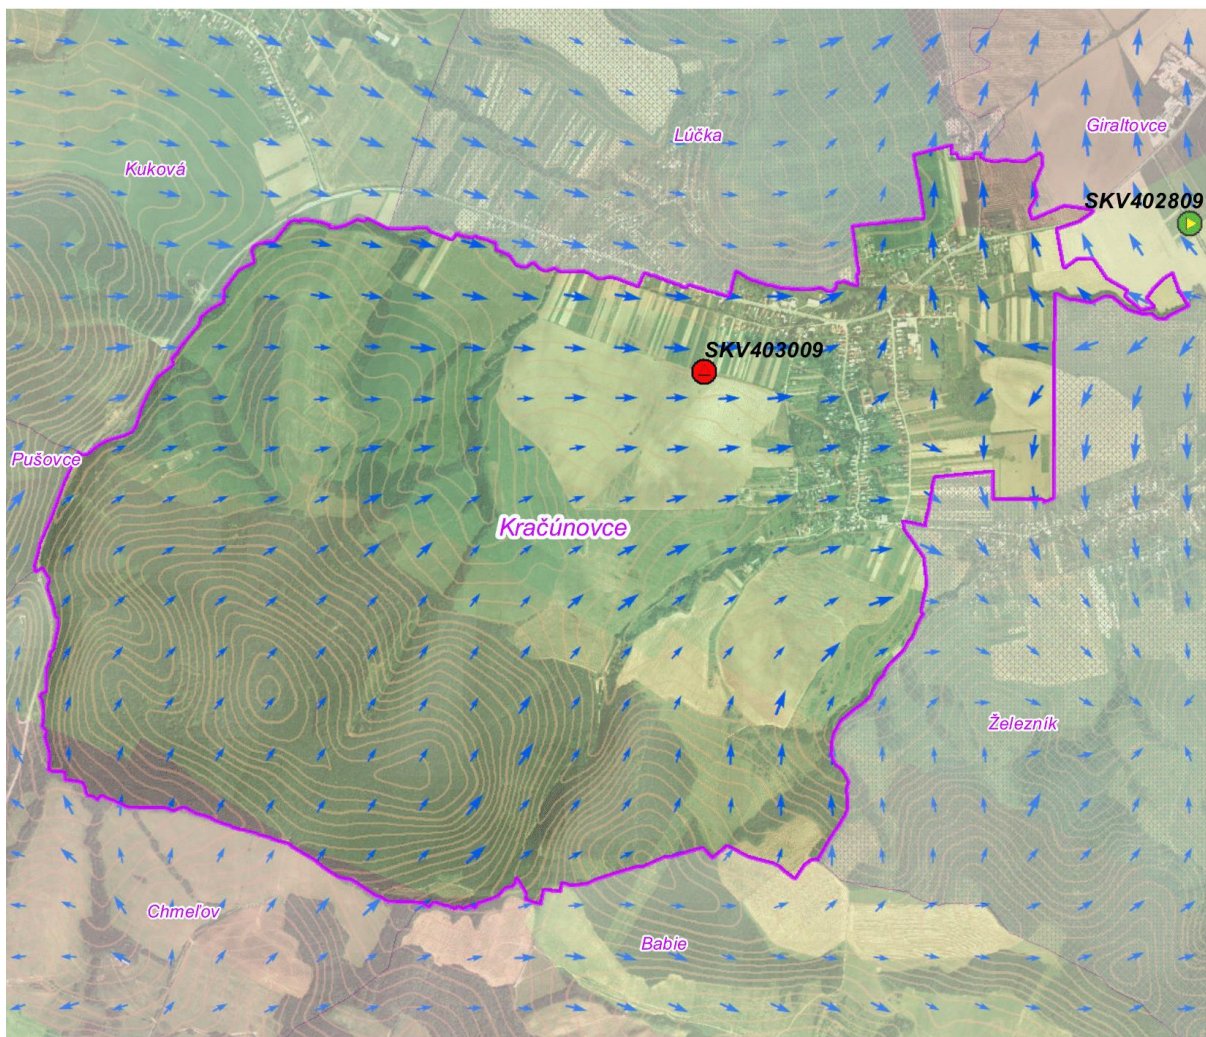 Giraltovce
Lúčka
Kuková
SKV402809
SKV403009
Pušovce
Kračúnovce
Železník
Chmeľov
Babie